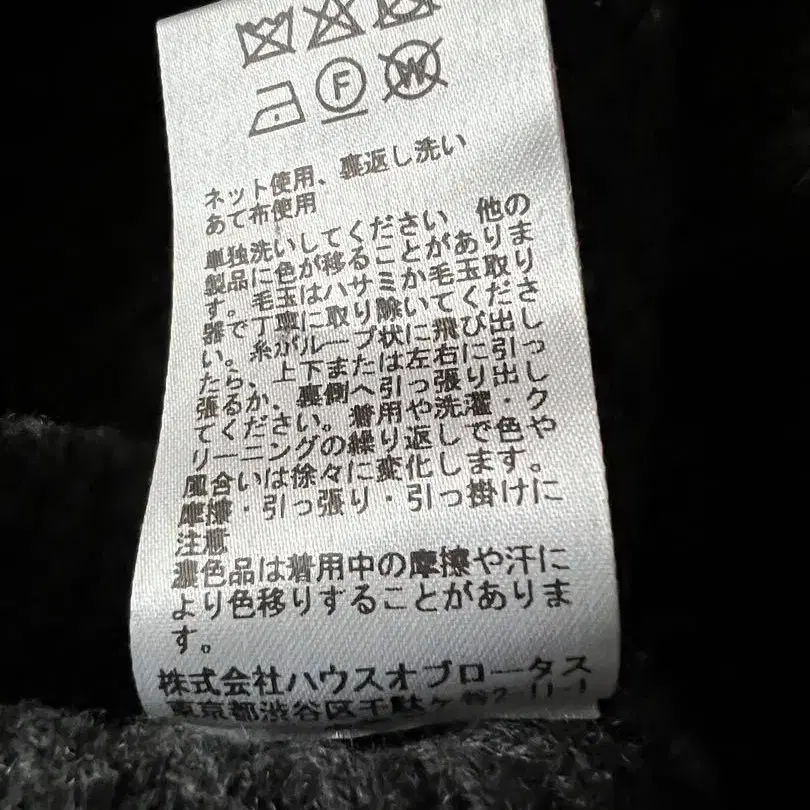 F
W
ネット使用、裏返し洗い
あて布使用
単独洗いしてください 他の
製品に色が移ることがありま
す。毛玉はハサミか毛玉取り
器で丁寧に取り除いてくださ
い。糸がループ状に飛び出し
たら、上下または左右に引っ
張るか、裏側へ引っ張り出し
てください。着用や洗濯・ク
リーニングの繰り返しで色や
風合いは徐々に変化します。
摩擦・引っ張り・引っ掛けに
注意
濃色品は着用中の摩擦や汗に
より色移りすることがありま
す。
株式会社ハウスオブロータス
東京都渋谷区千駄ヶ谷